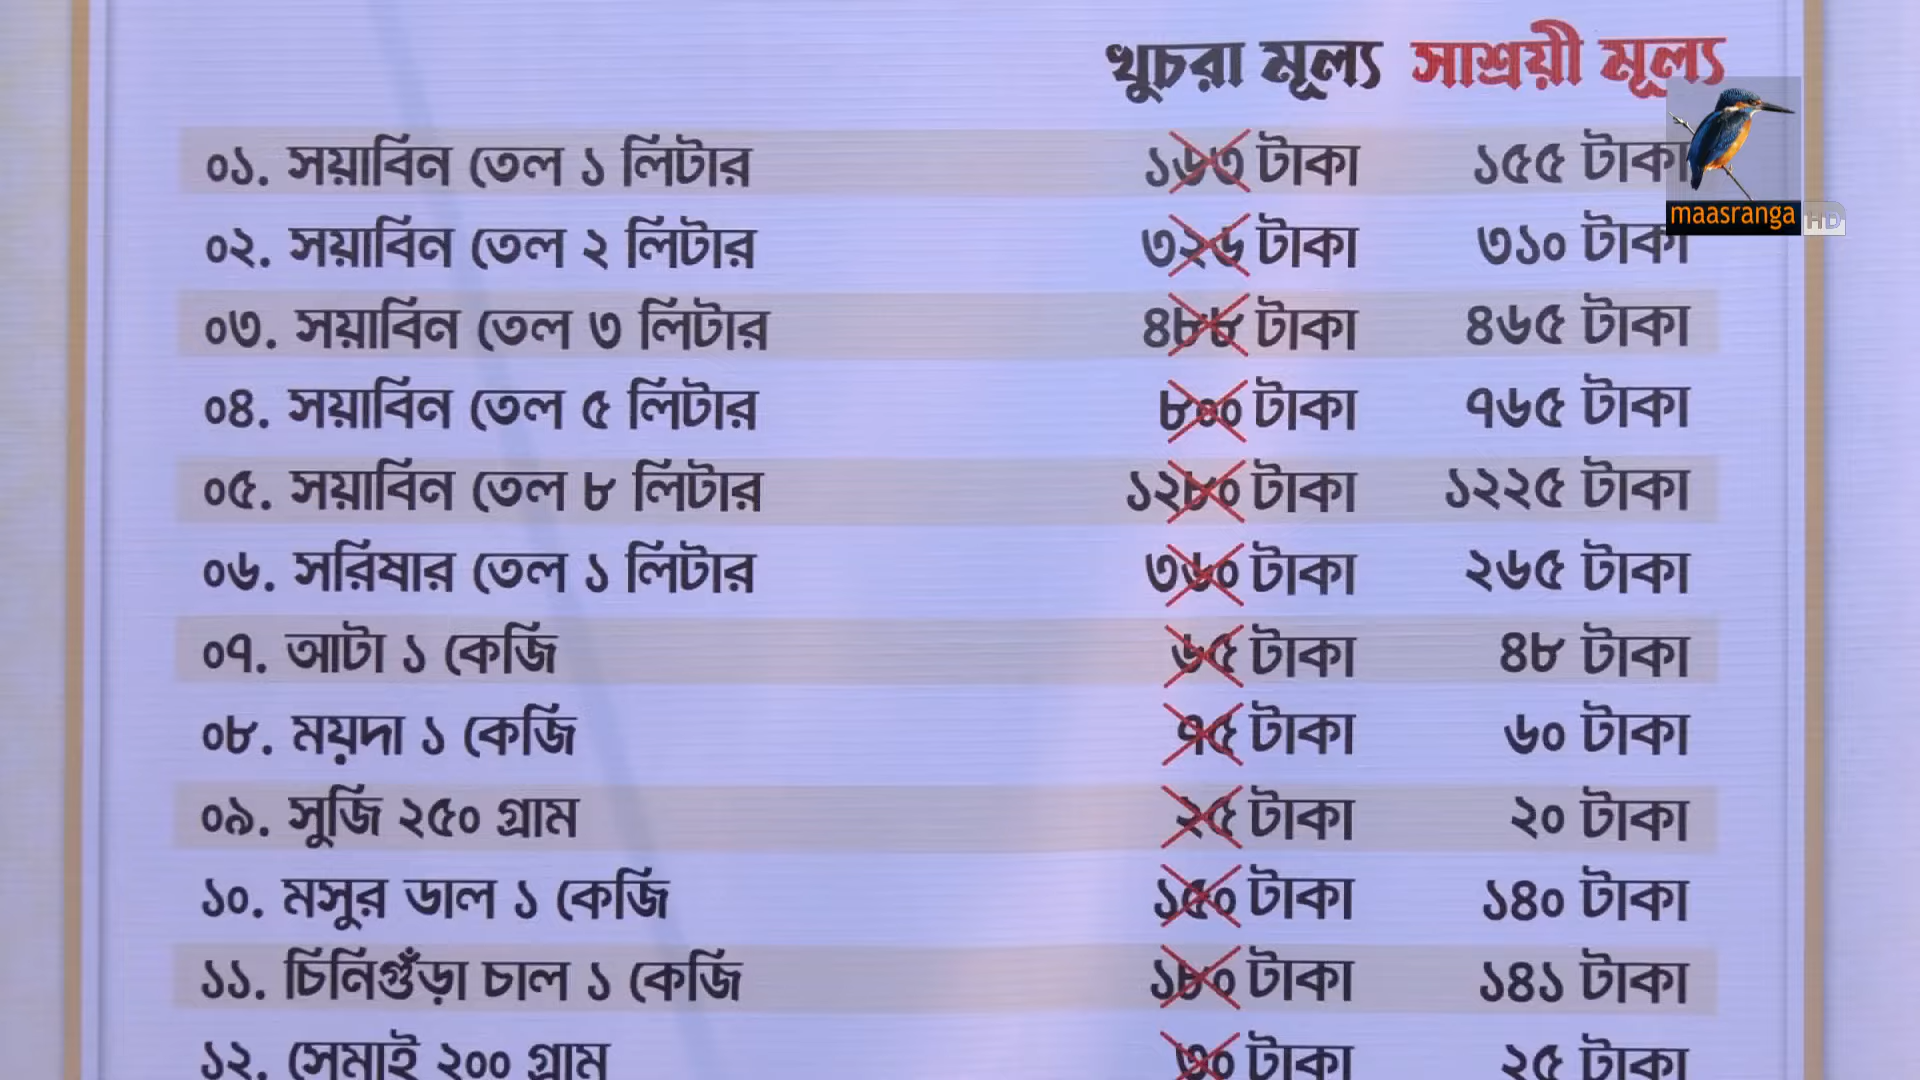 খুচরা মূল্য সাশ্রয়ী মূল্য
০১. সয়াবিন তেল ১ লিটার ১৬৩ টাকা ১৫৫ টাকা
০২. সয়াবিন তেল ২ লিটার ৩২৬ টাকা ৩১০ টাকা
০৩. সয়াবিন তেল ৩ লিটার ৪৮৮ টাকা ৪৬৫ টাকা
০৪. সয়াবিন তেল ৫ লিটার ৮০০ টাকা ৭৬৫ টাকা
০৫. সয়াবিন তেল ৮ লিটার ১২৮০ টাকা ১২২৫ টাকা
০৬. সরিষার তেল ১ লিটার ৩৬০ টাকা ২৬৫ টাকা
০৭. আটা ১ কেজি ৬৫ টাকা ৪৮ টাকা
০৮. ময়দা ১ কেজি ৭৫ টাকা ৬০ টাকা
০৯. সুজি ২৫০ গ্রাম ২৫ টাকা ২০ টাকা
১০. মসুর ডাল ১ কেজি ১৫০ টাকা ১৪০ টাকা
১১. চিনিগুঁড়া চাল ১ কেজি ১৮০ টাকা ১৪১ টাকা
১২. সেমাই ২০০ গ্রাম ৩০ টাকা ২৫ টাকা
maasranga HD